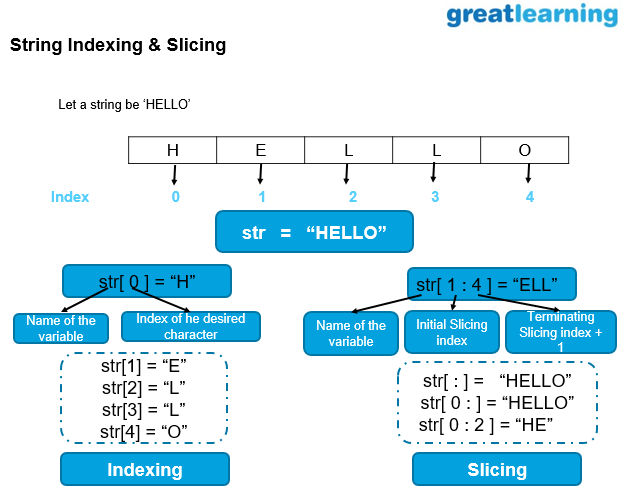 greatlearning
String Indexing & Slicing
Let a string be ‘HELLO’
H E L L O
Index 0 1 2 3 4
str = “HELLO”
str[ 0 ] = “H”
Name of the
variable
Index of he desired
character
str[1] = “E”
str[2] = “L”
str[3] = “L”
str[4] = “O”
Indexing
str[ 1 : 4 ] = “ELL”
Name of the
variable
Initial Slicing
index
Terminating
Slicing index +
1
str[ : ] = “HELLO”
str[ 0 : ] = “HELLO”
str[ 0 : 2 ] = “HE”
Slicing